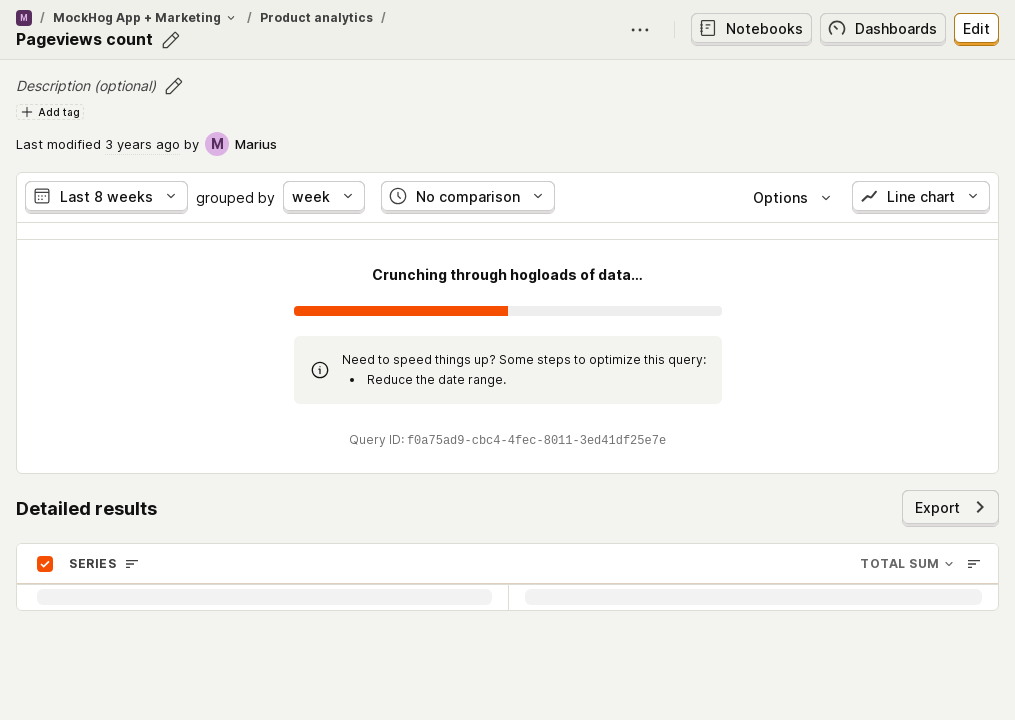 M / MockHog App + Marketing / Product analytics /
Pageviews count
Notebooks
Dashboards
Edit
Description (optional)
Add tag
Last modified 3 years ago by M Marius
Last 8 weeks grouped by week No comparison Options Line chart
Crunching through hogloads of data...
Need to speed things up? Some steps to optimize this query:
• Reduce the date range.
Query ID: f0a75ad9-cbc4-4fec-8011-3ed41df25e7e
Detailed results
Export
SERIES
TOTAL SUM